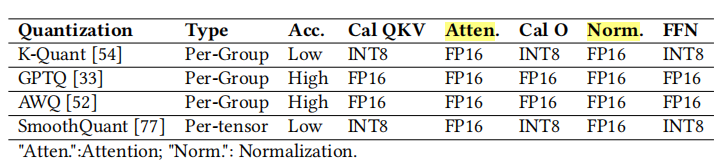 Quantization Type Acc. Cal QKV Atten. Cal O Norm. FFN
K-Quant [54] Per-Group Low INT8 FP16 INT8 FP16 INT8
GPTQ [33] Per-Group High FP16 FP16 FP16 FP16 FP16
AWQ [52] Per-Group High FP16 FP16 FP16 FP16 FP16
SmoothQuant [77] Per-tensor Low INT8 FP16 INT8 FP16 INT8
"Atten.":Attention; "Norm.": Normalization.